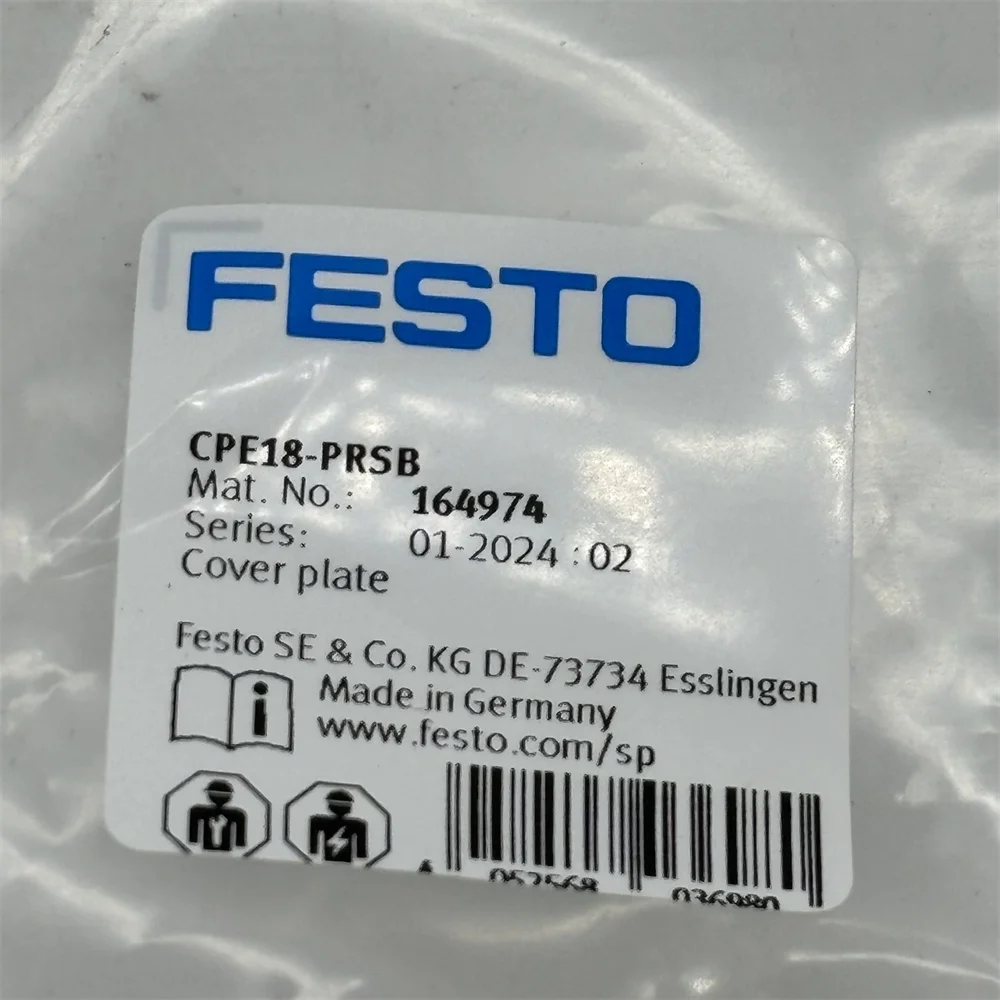 FESTO
CPE18-PRSB
Mat. No.: 164974
Series: 01-2024 : 02
Cover plate
Festo SE & Co. KG DE-73734 Esslingen
Made in Germany
www.festo.com/sp